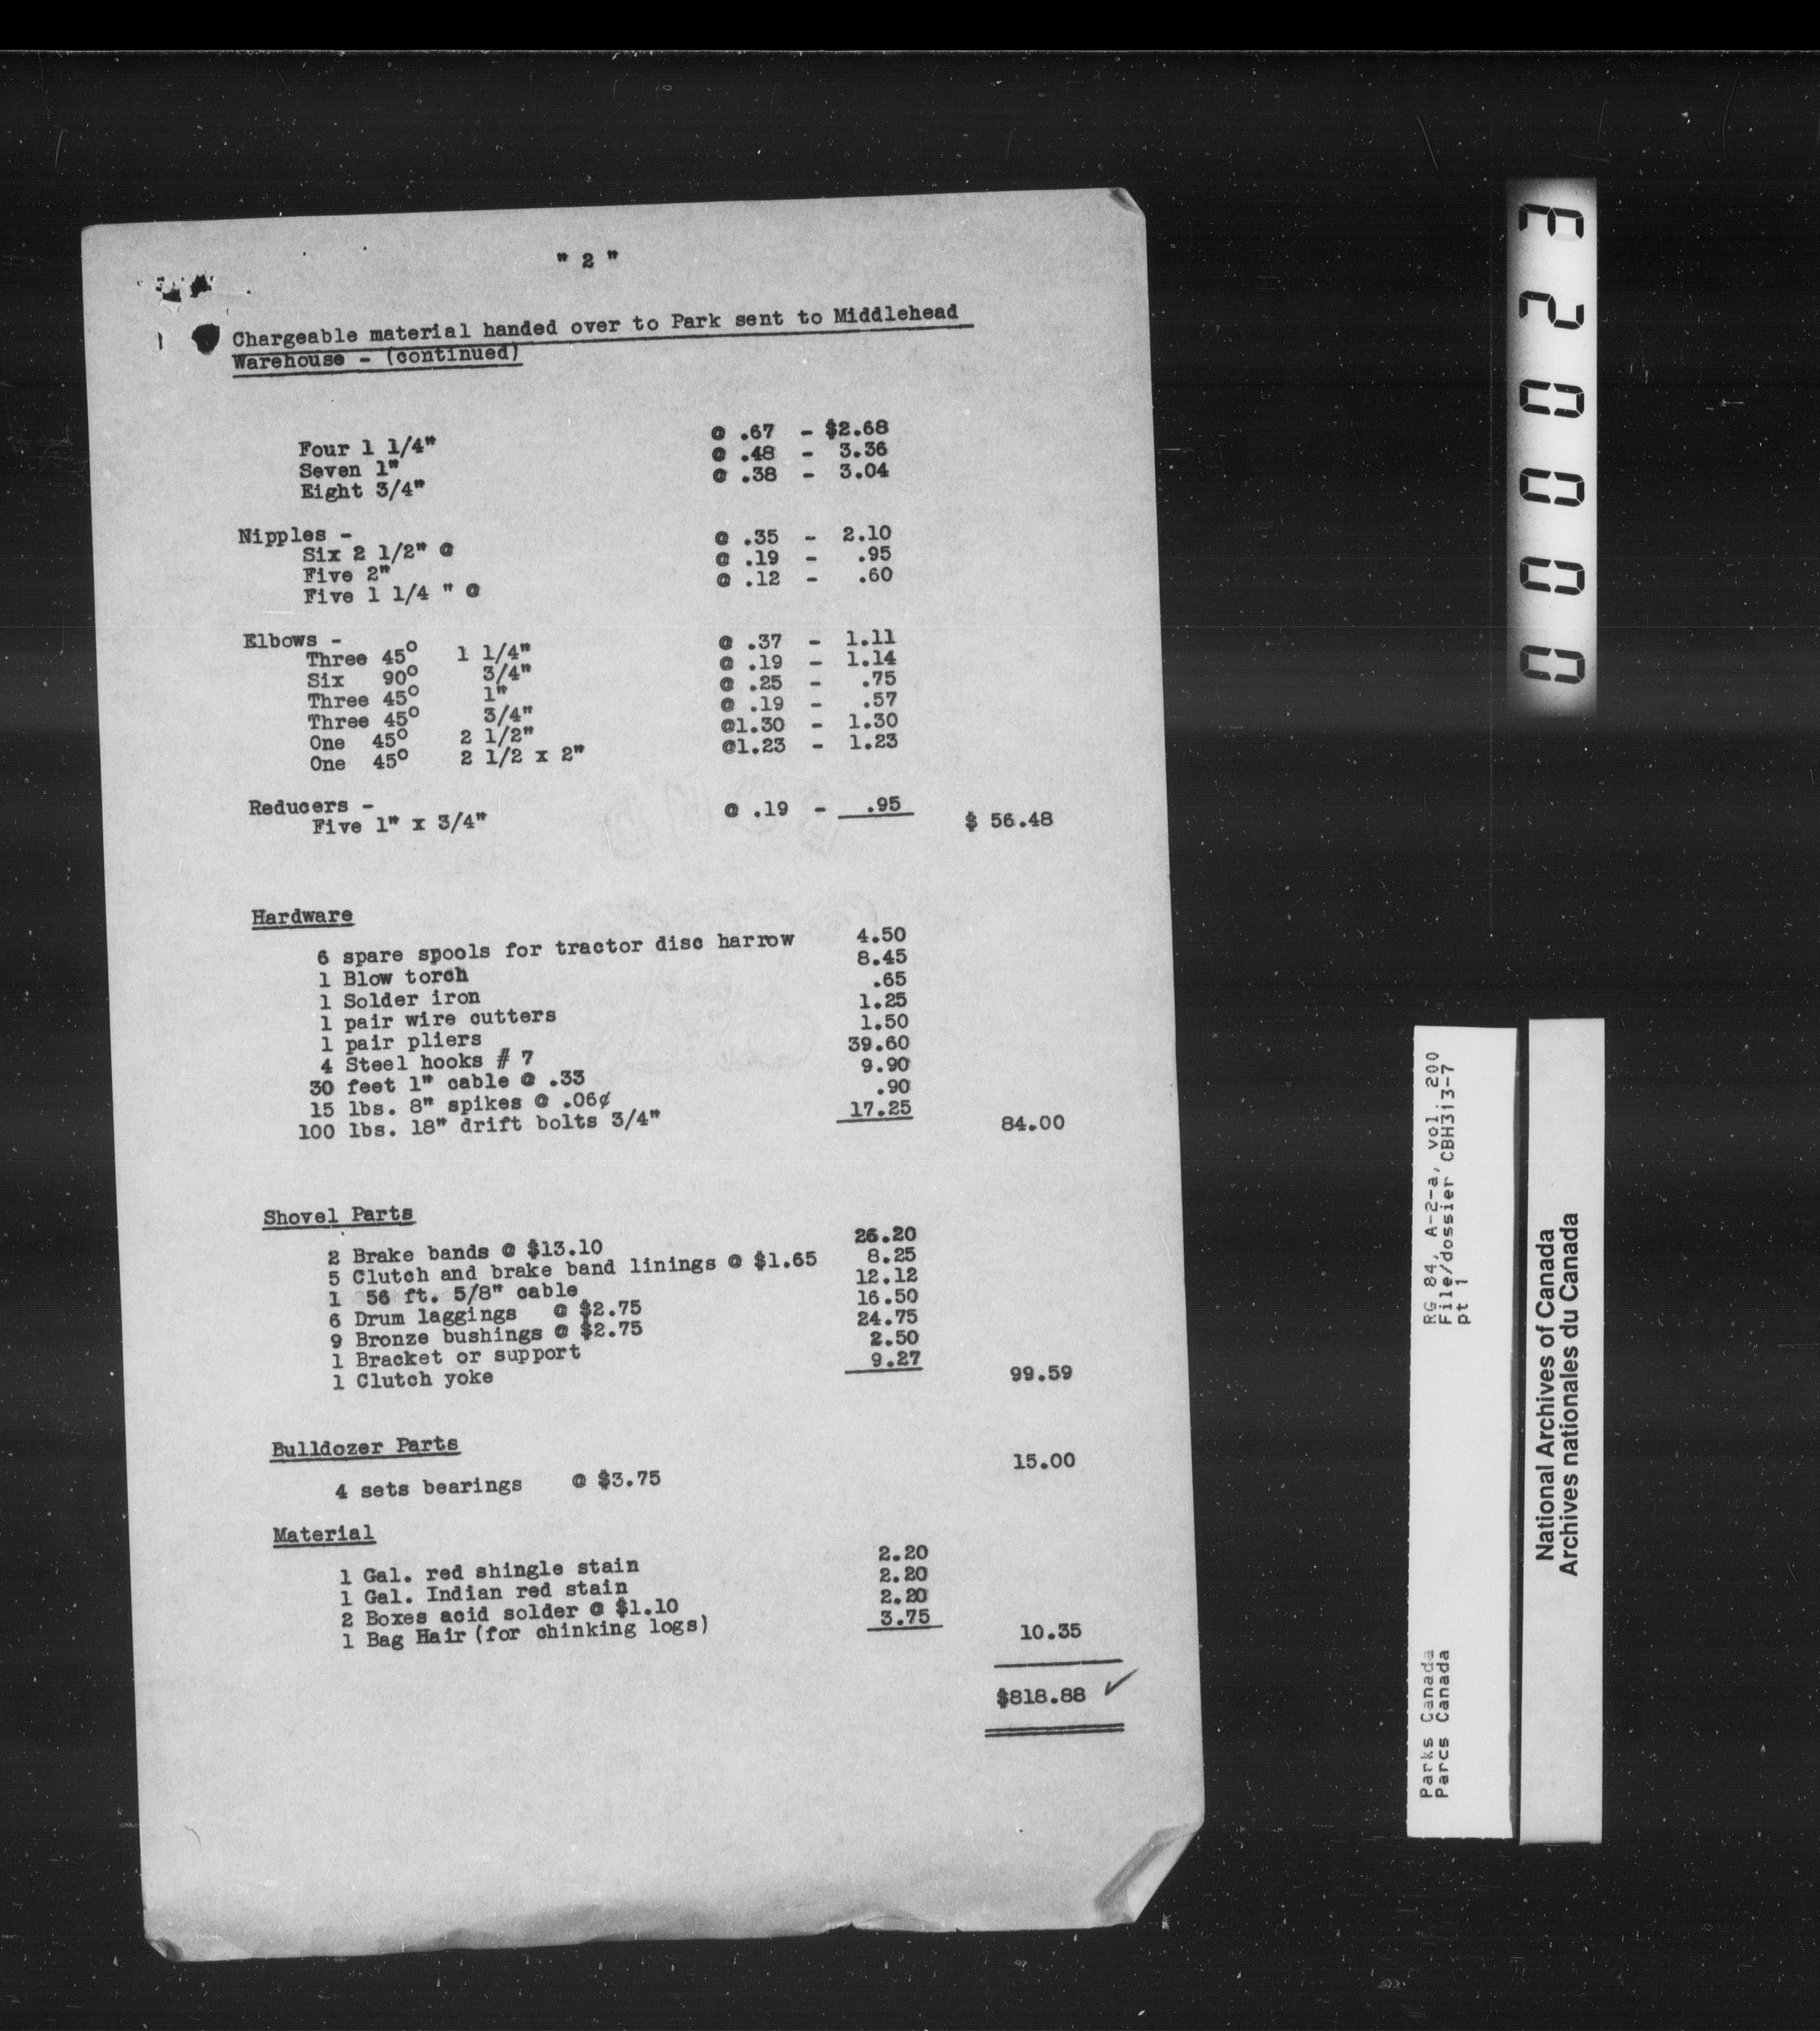 " 2 "
Chargeable material handed over to Park sent to Middlehead
Warehouse - (continued)
Four 1 1/4" @ .67 - $2.68
Seven 1" @ .48 - 3.36
Eight 3/4" @ .38 - 3.04
Nipples -
Six 2 1/2" @ @ .35 - 2.10
Five 2" @ .19 - .95
Five 1 1/4 " @ @ .12 - .60
Elbows -
Three 45° 1 1/4" @ .37 - 1.11
Six 90° 3/4" @ .19 - 1.14
Three 45° 1" @ .25 - .75
Three 45° 3/4" @ .19 - .57
One 45° 2 1/2" @1.30 - 1.30
One 45° 2 1/2 x 2" @1.23 - 1.23
Reducers -
Five 1" x 3/4" @ .19 - .95 $ 56.48
Hardware
6 spare spools for tractor disc harrow 4.50
1 Blow torch 8.45
1 Solder iron .65
1 pair wire cutters 1.25
1 pair pliers 1.50
4 Steel hooks # 7 39.60
30 feet 1" cable @ .33 9.90
15 lbs. 8" spikes @ .06¢ .90
100 lbs. 18" drift bolts 3/4" 17.25 84.00
Shovel Parts
2 Brake bands @ $13.10 26.20
5 Clutch and brake band linings @ $1.65 8.25
1 56 ft. 5/8" cable 12.12
6 Drum laggings @ $2.75 16.50
9 Bronze bushings @ $2.75 24.75
1 Bracket or support 2.50
1 Clutch yoke 9.27 99.59
Bulldozer Parts
4 sets bearings @ $3.75 15.00
Material
1 Gal. red shingle stain 2.20
1 Gal. Indian red stain 2.20
2 Boxes acid solder @ $1.10 2.20
1 Bag Hair (for chinking logs) 3.75 10.35
$818.88 ✓
000023
RG 84, A-2-a, vol. 200
File/dossier CBH313-7
pt 1
Parks Canada
Parcs Canada
National Archives of Canada
Archives nationales du Canada